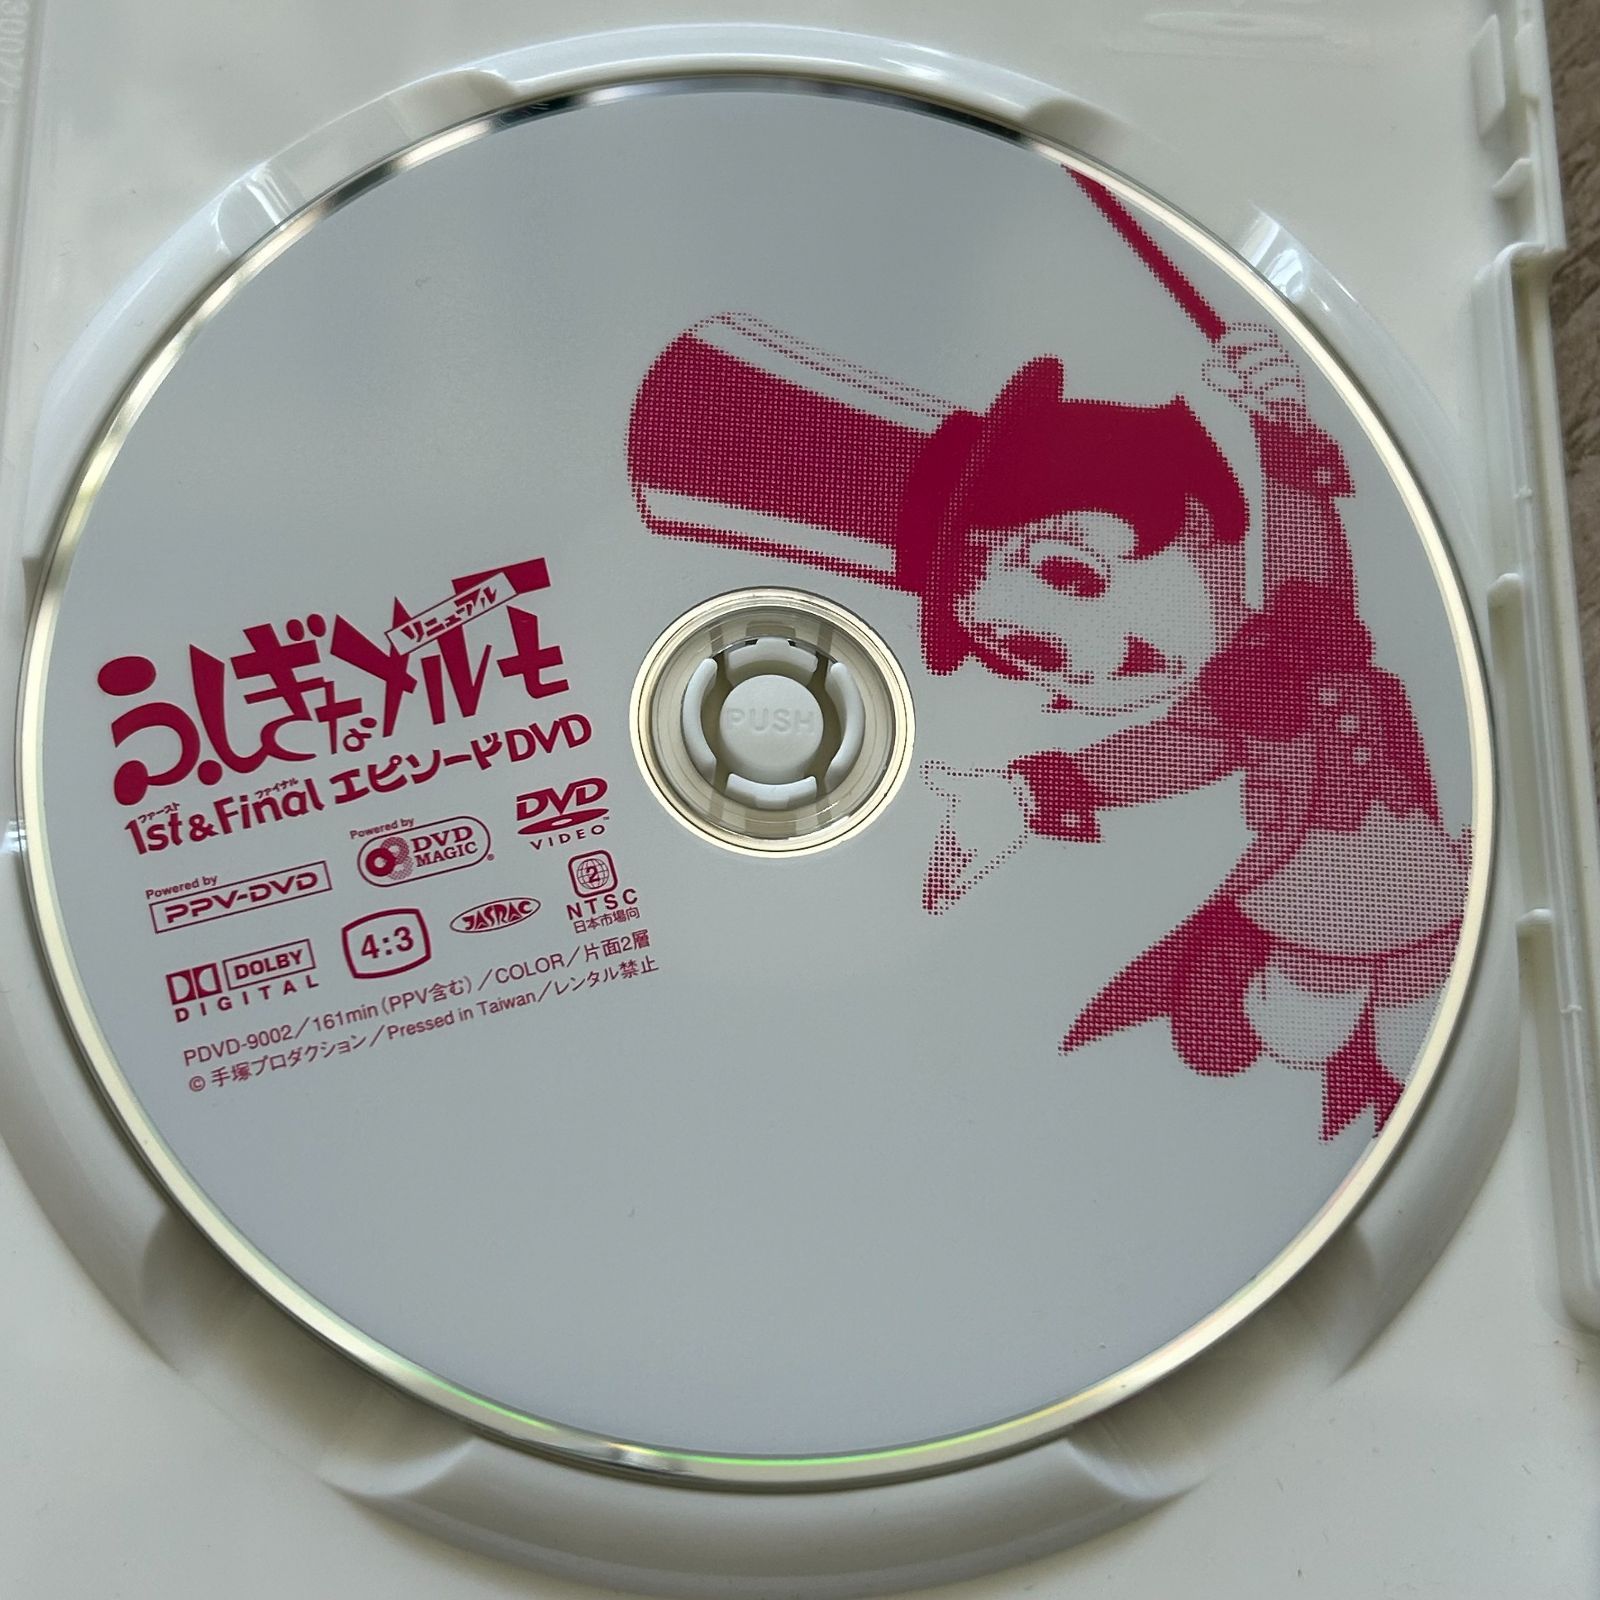 ふしぎなメルモ
リニューアル
ファースト ファイナル
1st&Final エピソードDVD
Powered by
PPV-DVD
Powered by
DVD
MAGIC®
DVD
VIDEO™
DOLBY
DIGITAL
4:3
JASRAC
2
NTSC
日本市場向
PDVD-9002/161min(PPV含む)/COLOR/片面2層
© 手塚プロダクション/Pressed in Taiwan/レンタル禁止
PUSH